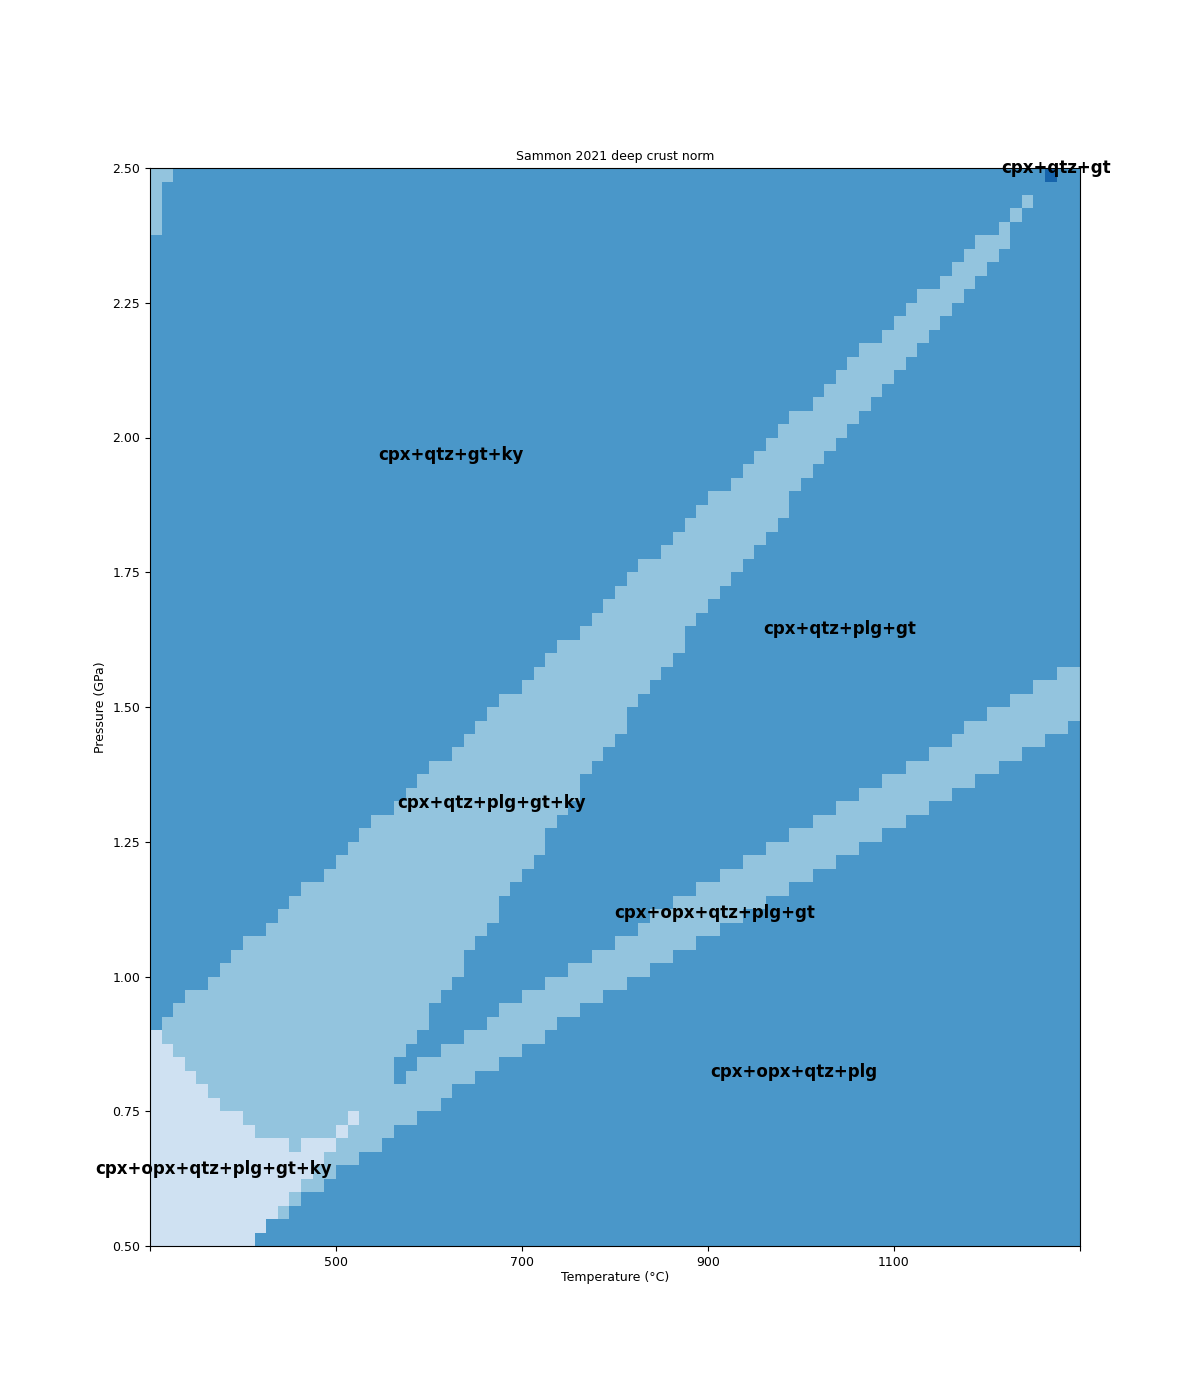 Sammon 2021 deep crust norm
cpx+qtz+gt
2.50
2.25
2.00
cpx+qtz+gt+ky
1.75
cpx+qtz+plg+gt
Pressure (GPa)
1.50
cpx+qtz+plg+gt+ky
1.25
cpx+opx+qtz+plg+gt
1.00
cpx+opx+qtz+plg
0.75
cpx+opx+qtz+plg+gt+ky
0.50
500 700 900 1100
Temperature (°C)